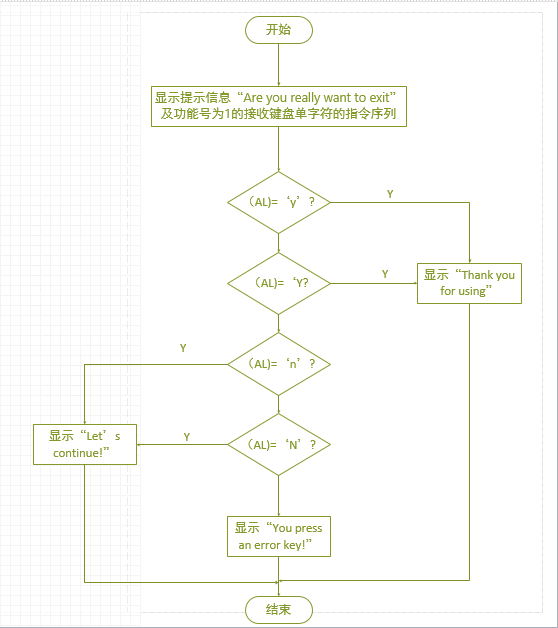 开始
显示提示信息“Are you really want to exit”
及功能号为1的接收键盘单字符的指令序列
（AL)=‘y’?
Y
（AL)=‘Y?
Y
显示“Thank you
for using”
（AL)=‘n’?
Y
（AL)=‘N’?
Y
显示“Let’s
continue!”
显示“You press
an error key!”
结束